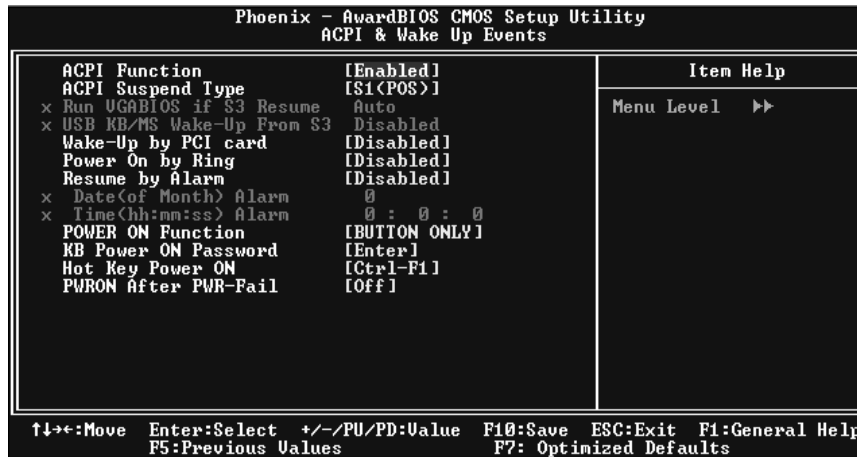 Phoenix - AwardBIOS CMOS Setup Utility
ACPI & Wake Up Events
ACPI Function [Enabled]
ACPI Suspend Type [S1(POS)]
x Run VGABIOS if S3 Resume Auto
x USB KB/MS Wake-Up From S3 Disabled
Wake-Up by PCI card [Disabled]
Power On by Ring [Disabled]
Resume by Alarm [Disabled]
x Date(of Month) Alarm 0
x Time(hh:mm:ss) Alarm 0 : 0 : 0
POWER ON Function [BUTTON ONLY]
KB Power ON Password [Enter]
Hot Key Power ON [Ctrl-F1]
PWRON After PWR-Fail [Off]
Item Help
Menu Level ▶▶
↑↓→←:Move Enter:Select +/-/PU/PD:Value F10:Save ESC:Exit F1:General Help
F5:Previous Values F7: Optimized Defaults